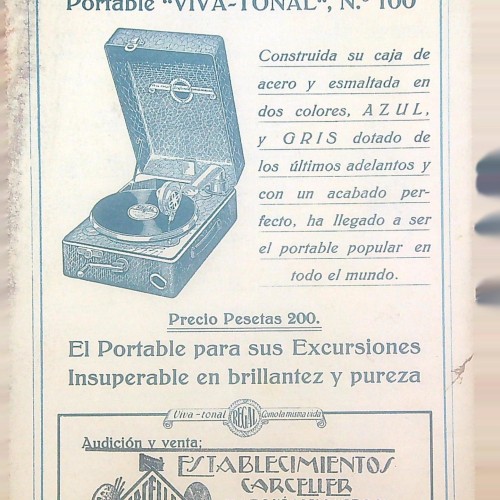 Portable "VIVA-TONAL", N.º 100
Construida su caja de
acero y esmaltada en
dos colores, AZUL,
y GRIS dotado de
los últimos adelantos y
con un acabado per-
fecto, ha llegado a ser
el portable popular en
todo el mundo.
Precio Pesetas 200.
El Portable para sus Excursiones
Insuperable en brillantez y pureza
Viva-tonal REGAL Como la misma vida
Audición y venta:
ESTABLECIMIENTOS
CARCELLER